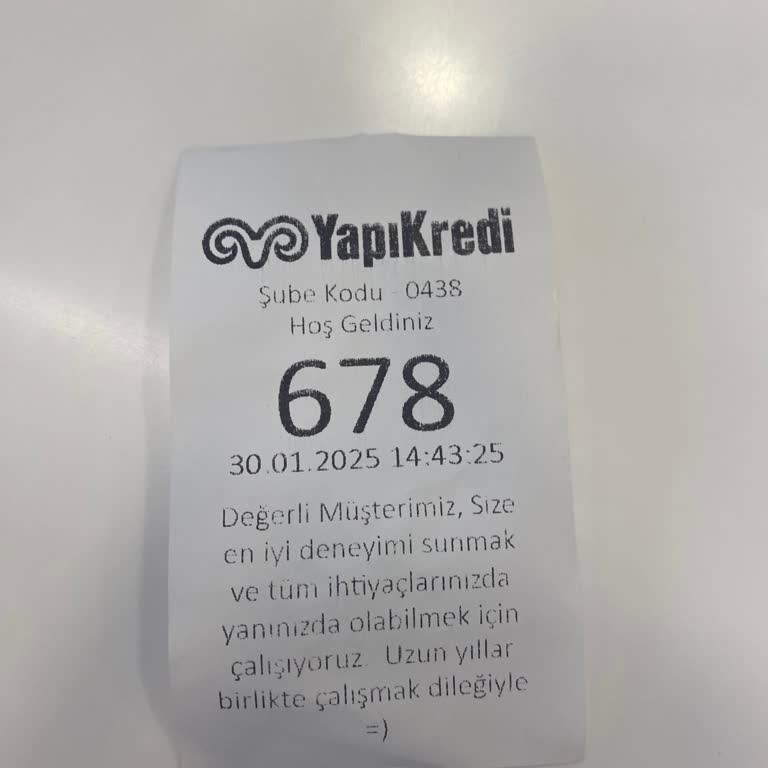 YapıKredi
Şube Kodu - 0438
Hoş Geldiniz
678
30.01.2025 14:43:25
Değerli Müşterimiz, Size
en iyi deneyimi sunmak
ve tüm ihtiyaçlarınızda
yanınızda olabilmek için
çalışıyoruz. Uzun yıllar
birlikte çalışmak dileğiyle
=)